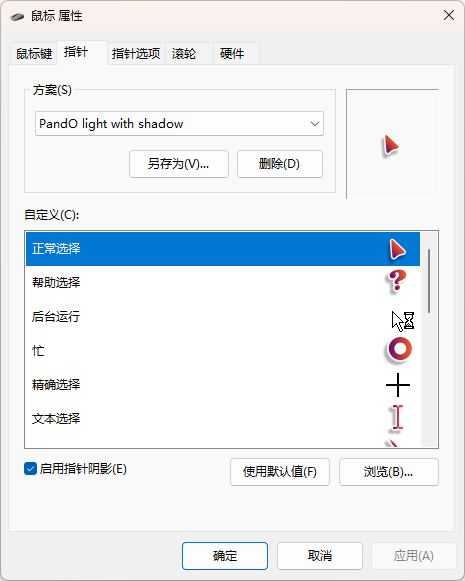 鼠标 属性
鼠标键 指针 指针选项 滚轮 硬件
方案(S)
PandO light with shadow
另存为(V)... 删除(D)
自定义(C):
正常选择
帮助选择
后台运行
忙
精确选择
文本选择
启用指针阴影(E) 使用默认值(F) 浏览(B)...
确定 取消 应用(A)